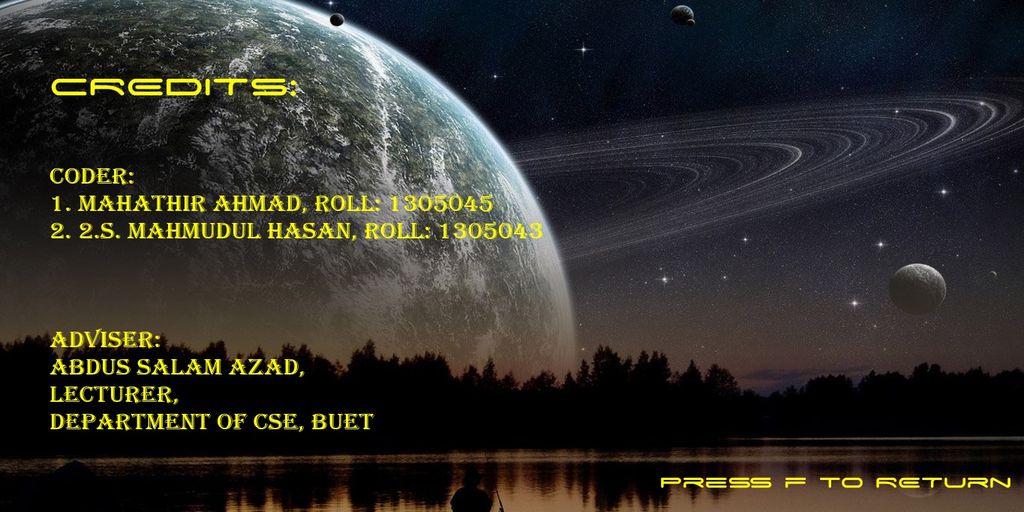 CREDITS:
CODER:
1. MAHATHIR AHMAD, ROLL: 1305045
2. 2.S. MAHMUDUL HASAN, ROLL: 1305043
ADVISER:
ABDUS SALAM AZAD,
LECTURER,
DEPARTMENT OF CSE, BUET
PRESS F TO RETURN